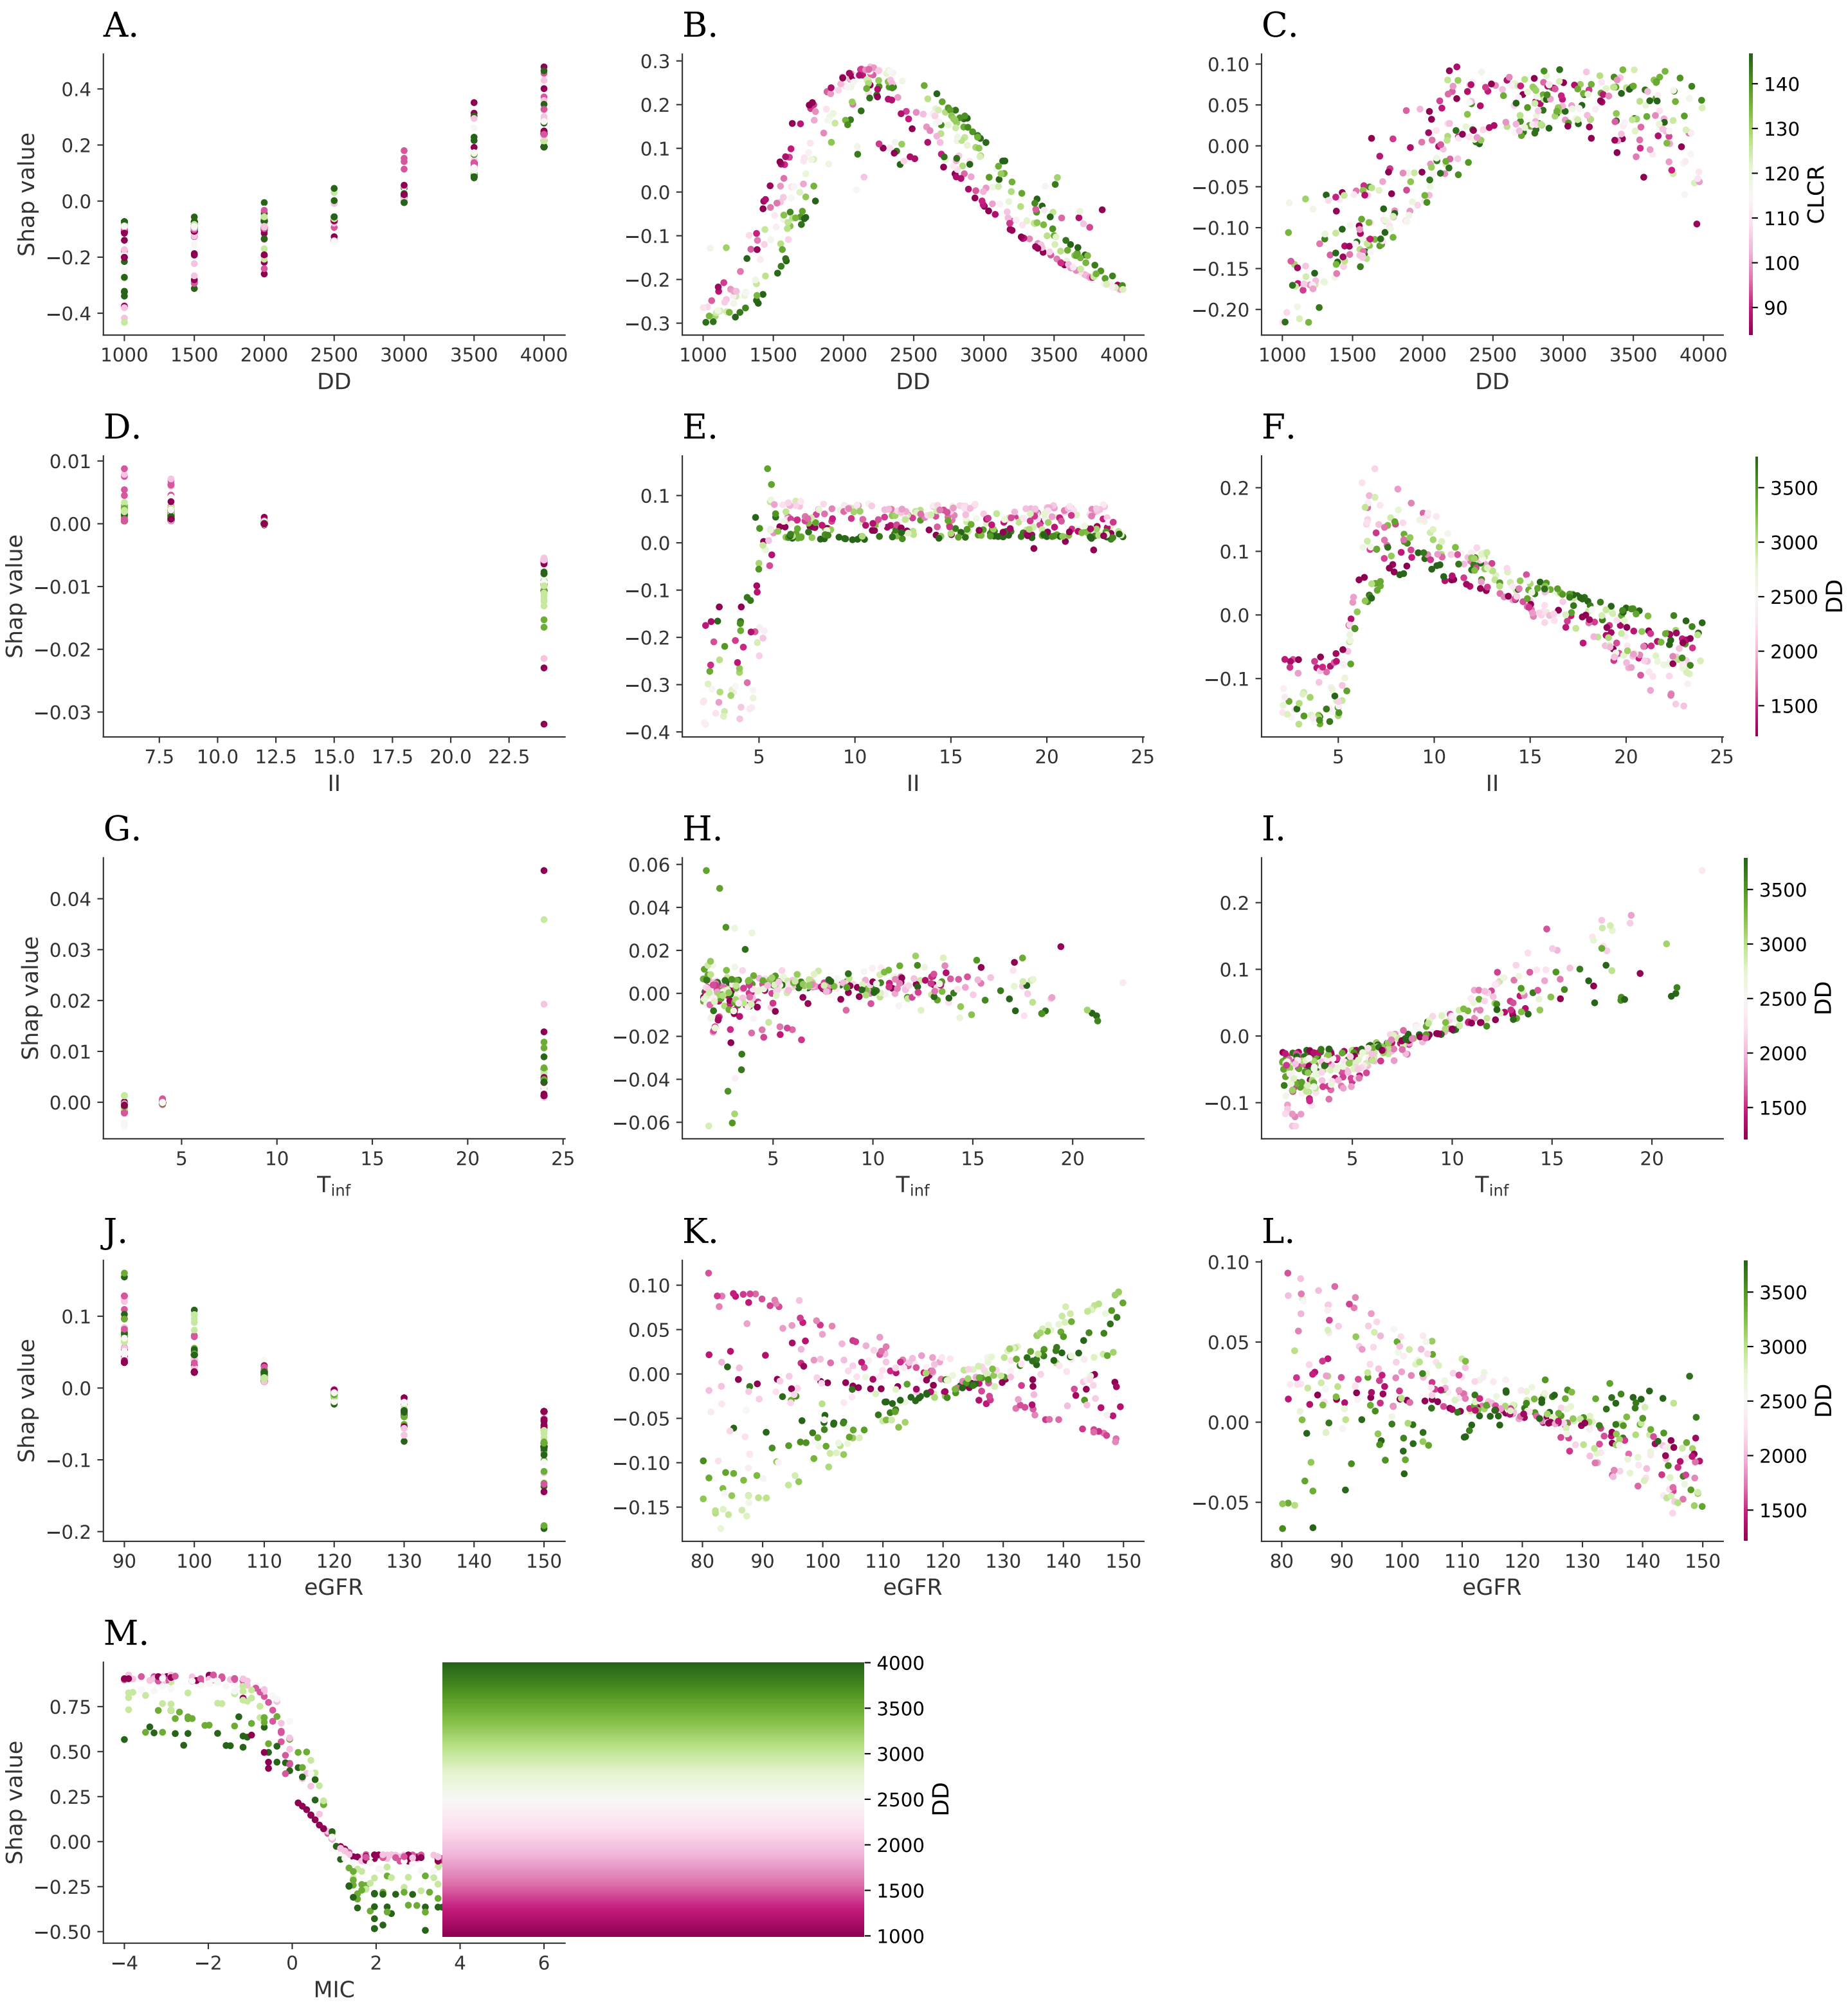 A. B. C.
0.4
0.2
0.0
−0.2
−0.4
Shap value
1000 1500 2000 2500 3000 3500 4000
DD
0.3
0.2
0.1
0.0
−0.1
−0.2
−0.3
1000 1500 2000 2500 3000 3500 4000
DD
0.10
0.05
0.00
−0.05
−0.10
−0.15
−0.20
1000 1500 2000 2500 3000 3500 4000
DD
140
130
120
110
100
90
CLCR
D. E. F.
0.01
0.00
−0.01
−0.02
−0.03
Shap value
7.5 10.0 12.5 15.0 17.5 20.0 22.5
II
0.1
0.0
−0.1
−0.2
−0.3
−0.4
5 10 15 20 25
II
0.2
0.1
0.0
−0.1
5 10 15 20 25
II
3500
3000
2500
2000
1500
DD
G. H. I.
0.04
0.03
0.02
0.01
0.00
Shap value
5 10 15 20 25
Tinf
0.06
0.04
0.02
0.00
−0.02
−0.04
−0.06
5 10 15 20
Tinf
0.2
0.1
0.0
−0.1
5 10 15 20
Tinf
3500
3000
2500
2000
1500
DD
J. K. L.
0.1
0.0
−0.1
−0.2
Shap value
90 100 110 120 130 140 150
eGFR
0.10
0.05
0.00
−0.05
−0.10
−0.15
80 90 100 110 120 130 140 150
eGFR
0.10
0.05
0.00
−0.05
80 90 100 110 120 130 140 150
eGFR
3500
3000
2500
2000
1500
DD
M.
0.75
0.50
0.25
0.00
−0.25
−0.50
Shap value
−4 −2 0 2 4 6
MIC
4000
3500
3000
2500
2000
1500
1000
DD